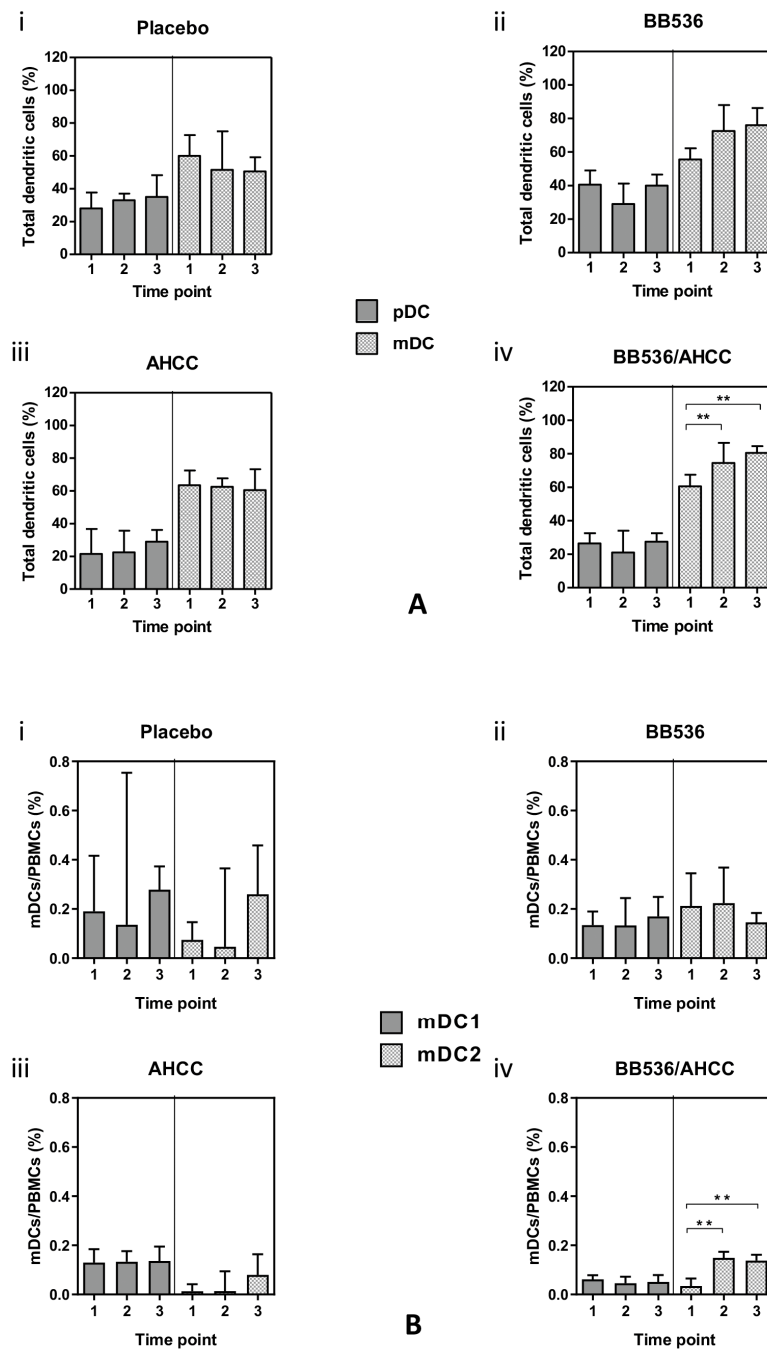 i
Placebo
Total dendritic cells (%)
120
100
80
60
40
20
0
1 2 3 1 2 3
Time point
ii
BB536
Total dendritic cells (%)
120
100
80
60
40
20
0
1 2 3 1 2 3
Time point
pDC
mDC
iii
AHCC
Total dendritic cells (%)
120
100
80
60
40
20
0
1 2 3 1 2 3
Time point
iv
BB536/AHCC
Total dendritic cells (%)
120
100
80
60
40
20
0
**
**
1 2 3 1 2 3
Time point
A
i
Placebo
mDCs/PBMCs (%)
0.8
0.6
0.4
0.2
0.0
1 2 3 1 2 3
Time point
ii
BB536
mDCs/PBMCs (%)
0.8
0.6
0.4
0.2
0.0
1 2 3 1 2 3
Time point
mDC1
mDC2
iii
AHCC
mDCs/PBMCs (%)
0.8
0.6
0.4
0.2
0.0
1 2 3 1 2 3
Time point
iv
BB536/AHCC
mDCs/PBMCs (%)
0.8
0.6
0.4
0.2
0.0
**
**
1 2 3 1 2 3
Time point
B